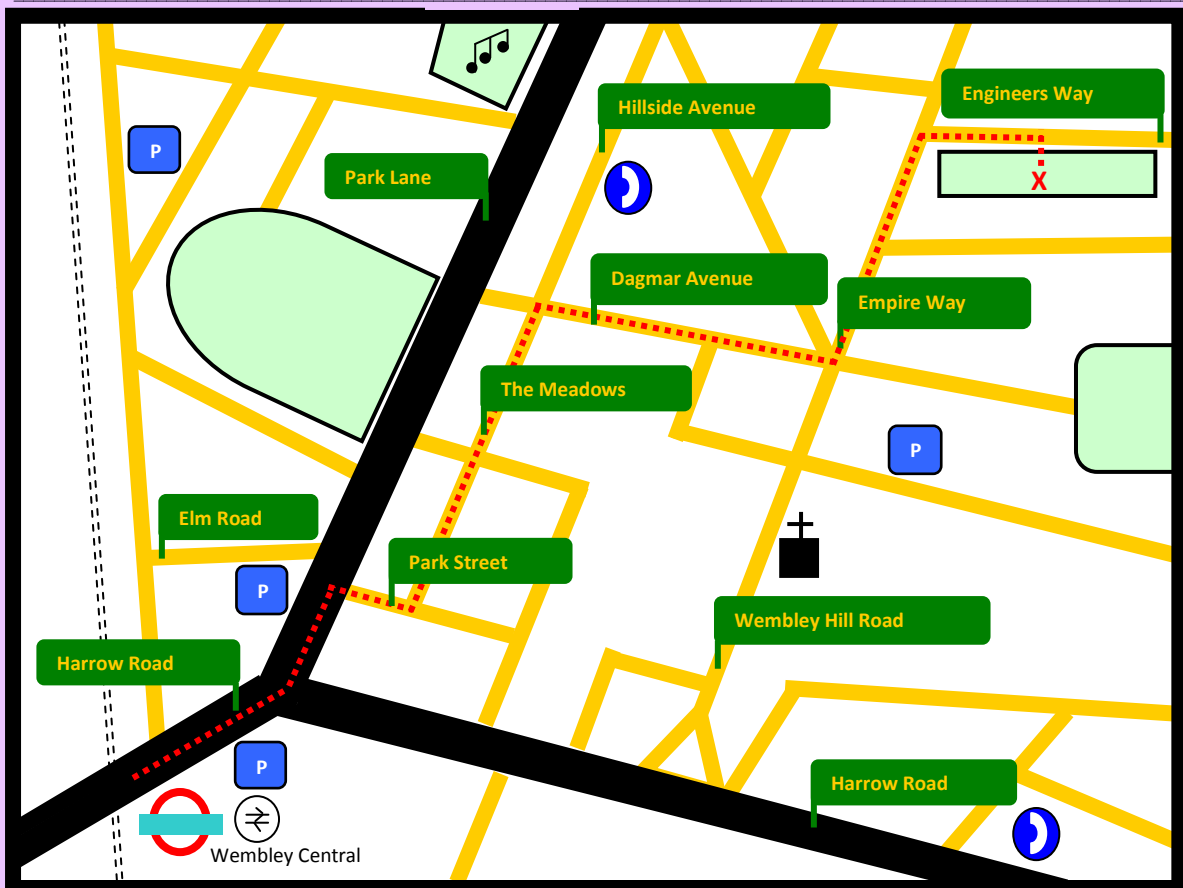 Engineers Way
Hillside Avenue
P
Park Lane
X
Dagmar Avenue
Empire Way
The Meadows
P
Elm Road
Park Street
P
Wembley Hill Road
Harrow Road
P
Harrow Road
Wembley Central